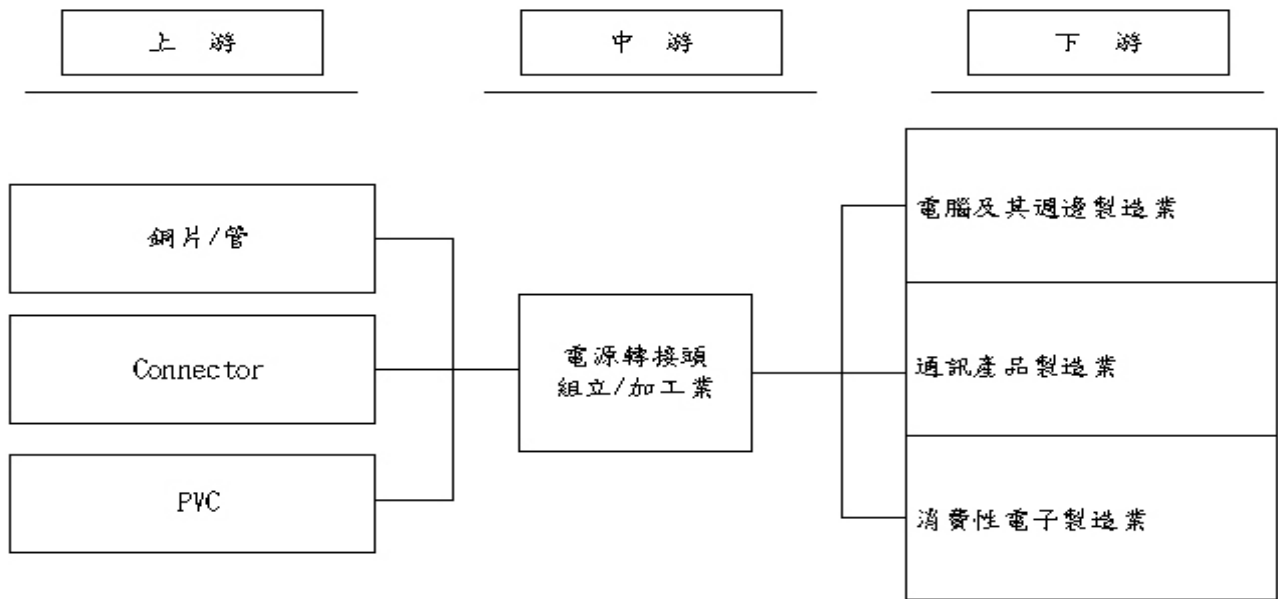 上 游
中 游
下 游
銅片/管
Connector
PVC
電源轉接頭
組立/加工業
電腦及其週邊製造業
通訊產品製造業
消費性電子製造業